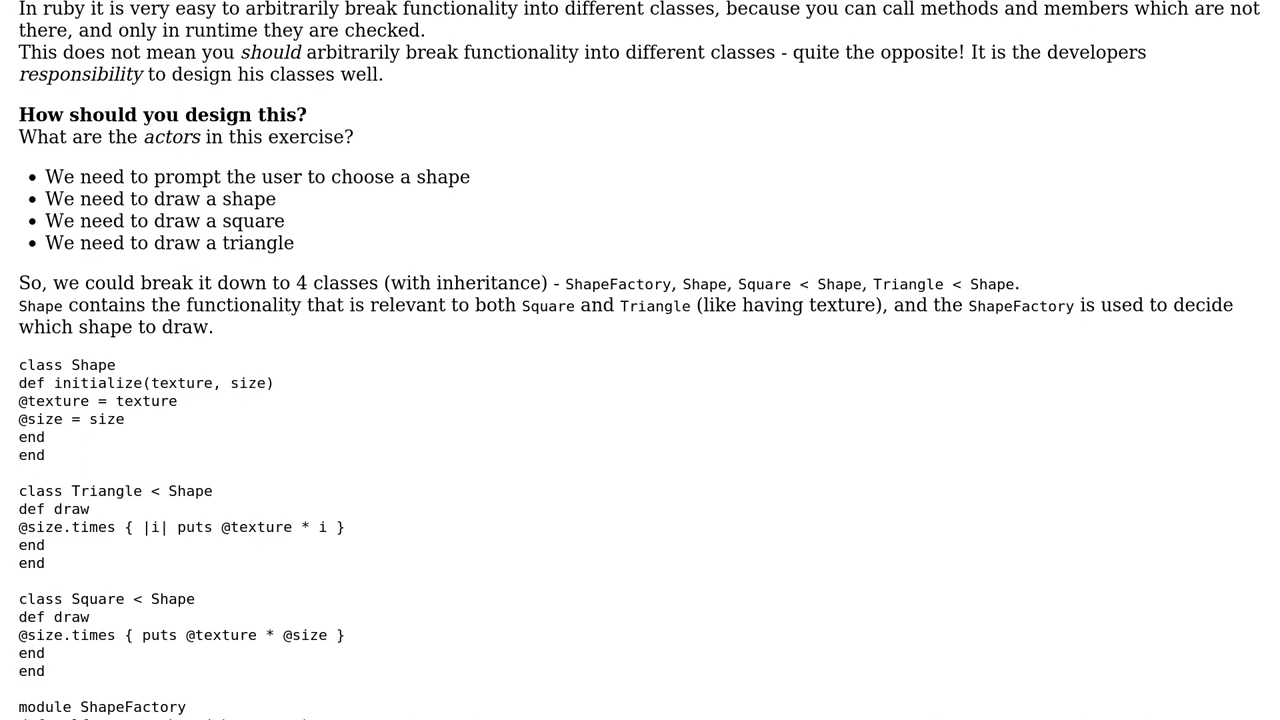 In ruby it is very easy to arbitrarily break functionality into different classes, because you can call methods and members which are not
there, and only in runtime they are checked.
This does not mean you should arbitrarily break functionality into different classes - quite the opposite! It is the developers
responsibility to design his classes well.
How should you design this?
What are the actors in this exercise?
• We need to prompt the user to choose a shape
• We need to draw a shape
• We need to draw a square
• We need to draw a triangle
So, we could break it down to 4 classes (with inheritance) - ShapeFactory, Shape, Square < Shape, Triangle < Shape.
Shape contains the functionality that is relevant to both Square and Triangle (like having texture), and the ShapeFactory is used to decide
which shape to draw.
class Shape
def initialize(texture, size)
@texture = texture
@size = size
end
end
class Triangle < Shape
def draw
@size.times { |i| puts @texture * i }
end
end
class Square < Shape
def draw
@size.times { puts @texture * @size }
end
end
module ShapeFactory